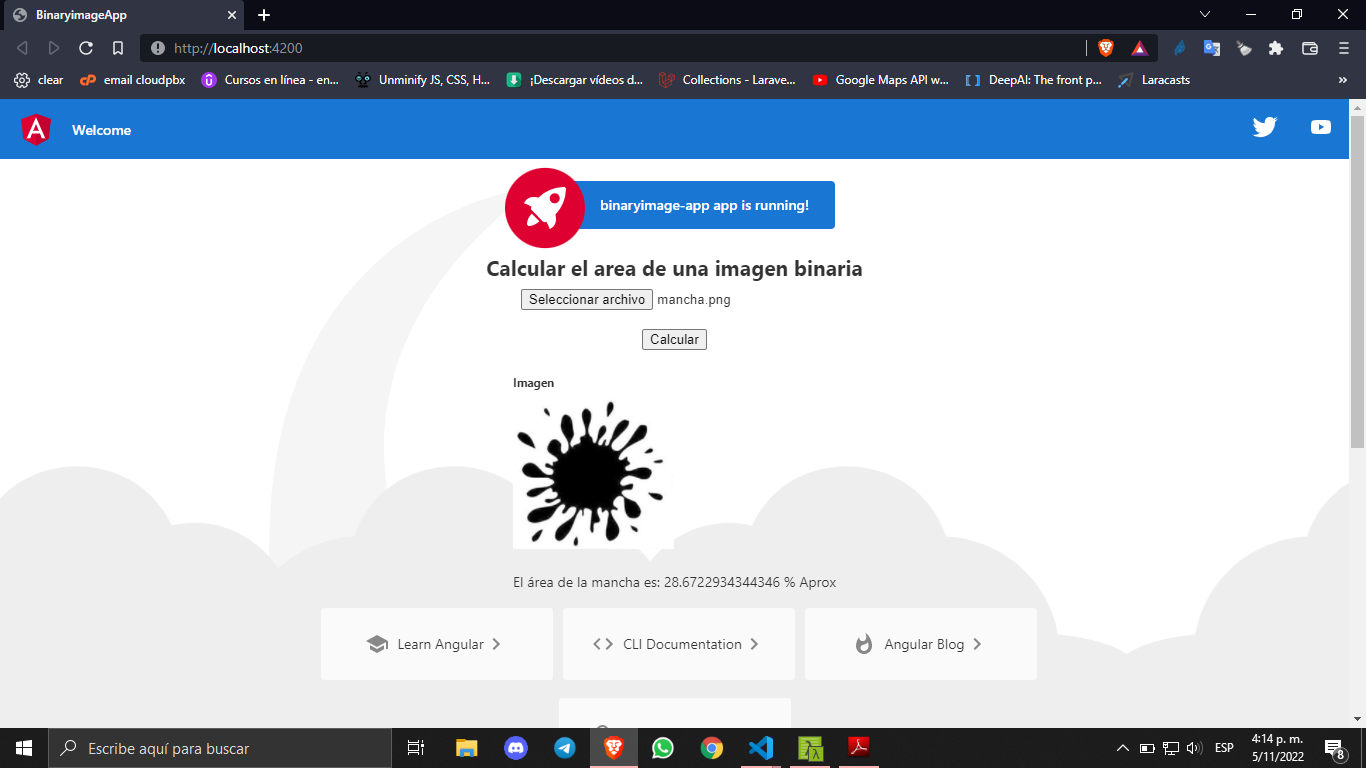 BinaryimageApp
http://localhost:4200
clear
email cloudpbx
Cursos en línea - en...
Unminify JS, CSS, H...
¡Descargar vídeos d...
Collections - Larave...
Google Maps API w...
DeepAI: The front p...
Laracasts
Welcome
binaryimage-app app is running!
Calcular el area de una imagen binaria
Seleccionar archivo mancha.png
Calcular
Imagen
El área de la mancha es: 28.6722934344346 % Aprox
Learn Angular
CLI Documentation
Angular Blog
Escribe aquí para buscar
ESP
4:14 p. m.
5/11/2022
8